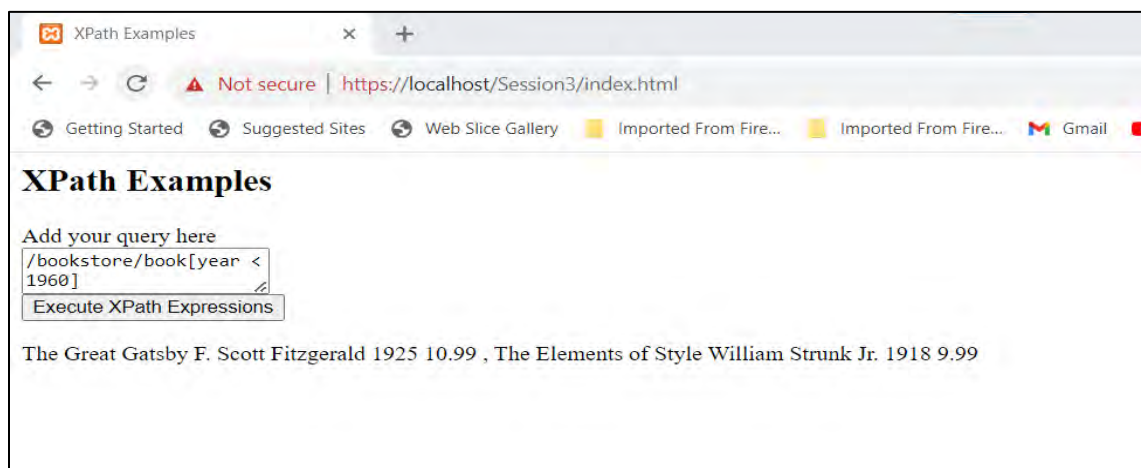 XPath Examples
Not secure | https://localhost/Session3/index.html
Getting Started Suggested Sites Web Slice Gallery Imported From Fire... Imported From Fire... Gmail
XPath Examples
Add your query here
/bookstore/book[year <
1960]
Execute XPath Expressions
The Great Gatsby F. Scott Fitzgerald 1925 10.99 , The Elements of Style William Strunk Jr. 1918 9.99